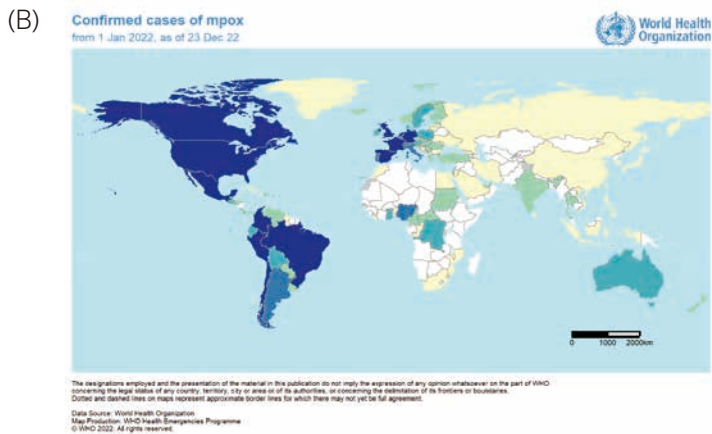 (B)
Confirmed cases of mpox
from 1 Jan 2022, as of 23 Dec 22
World Health
Organization
0 1000 2000km
The designations employed and the presentation of the material in this publication do not imply the expression of any opinion whatsoever on the part of WHO
concerning the legal status of any country, territory, city or area or of its authorities, or concerning the delimitation of its frontiers or boundaries.
Dotted and dashed lines on maps represent approximate border lines for which there may not yet be full agreement.
Data Source: World Health Organization
Map Production: WHO Health Emergencies Programme
© WHO 2022. All rights reserved.